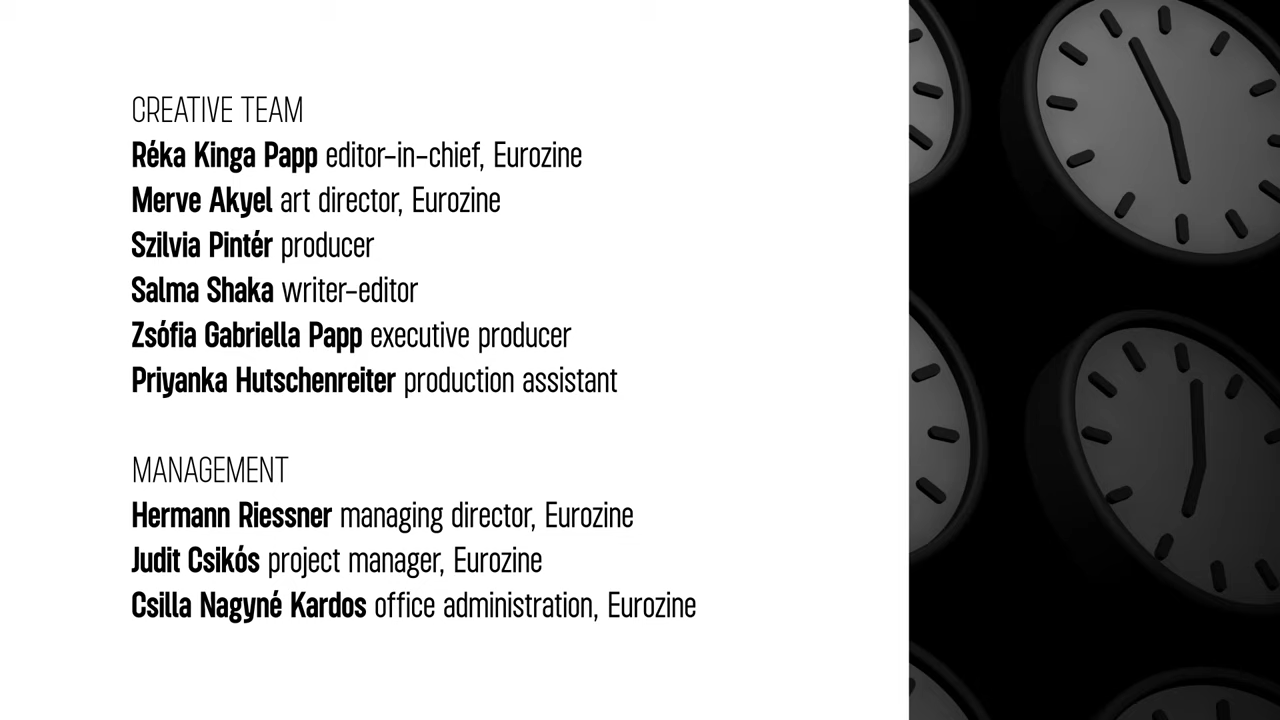 CREATIVE TEAM
Réka Kinga Papp editor-in-chief, Eurozine
Merve Akyel art director, Eurozine
Szilvia Pintér producer
Salma Shaka writer-editor
Zsófia Gabriella Papp executive producer
Priyanka Hutschenreiter production assistant
MANAGEMENT
Hermann Riessner managing director, Eurozine
Judit Csikós project manager, Eurozine
Csilla Nagyné Kardos office administration, Eurozine